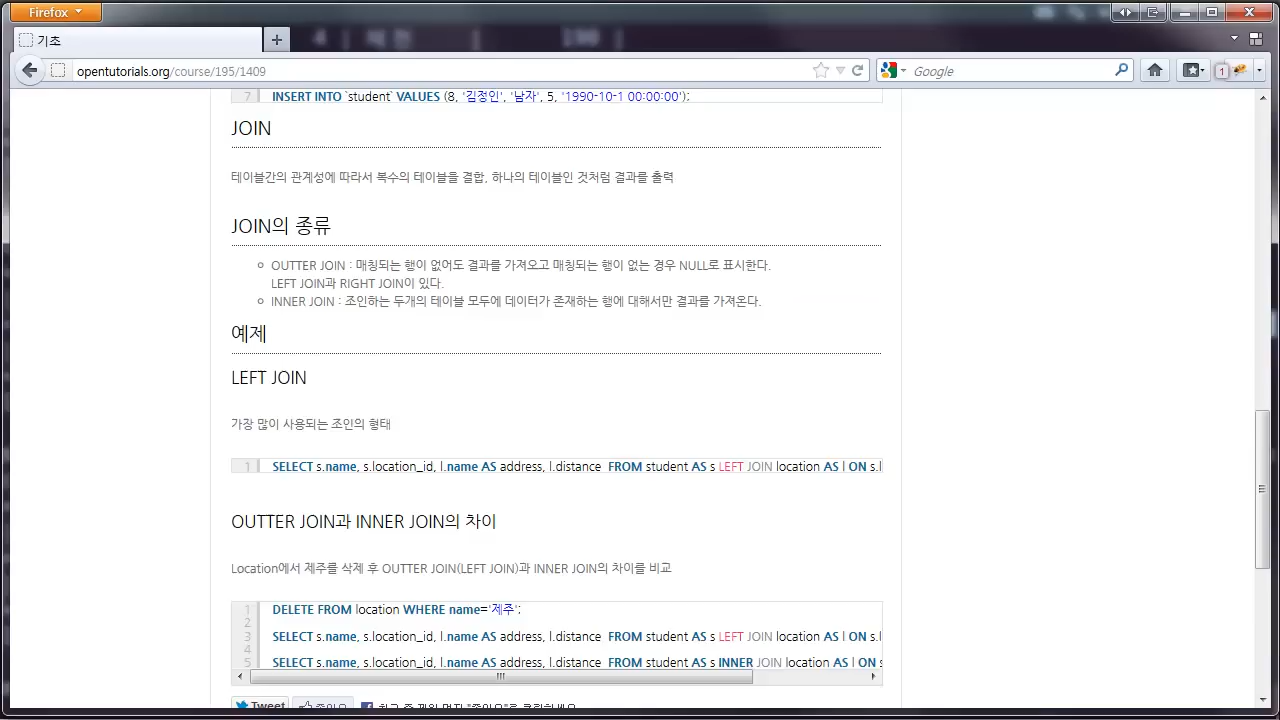 Firefox
기초
opentutorials.org/course/195/1409
Google
1
7 INSERT INTO `student` VALUES (8, '김정인', '남자', 5, '1990-10-1 00:00:00');
JOIN
테이블간의 관계성에 따라서 복수의 테이블을 결합, 하나의 테이블인 것처럼 결과를 출력
JOIN의 종류
OUTTER JOIN : 매칭되는 행이 없어도 결과를 가져오고 매칭되는 행이 없는 경우 NULL로 표시한다.
LEFT JOIN과 RIGHT JOIN이 있다.
INNER JOIN : 조인하는 두개의 테이블 모두에 데이터가 존재하는 행에 대해서만 결과를 가져온다.
예제
LEFT JOIN
가장 많이 사용되는 조인의 형태
1 SELECT s.name, s.location_id, l.name AS address, l.distance  FROM student AS s LEFT JOIN location AS l ON s.l
OUTTER JOIN과 INNER JOIN의 차이
Location에서 제주를 삭제 후 OUTTER JOIN(LEFT JOIN)과 INNER JOIN의 차이를 비교
1 DELETE FROM location WHERE name='제주';
2
3 SELECT s.name, s.location_id, l.name AS address, l.distance  FROM student AS s LEFT JOIN location AS l ON s.l
4
5 SELECT s.name, s.location_id, l.name AS address, l.distance  FROM student AS s INNER JOIN location AS l ON s
Tweet 좋아요